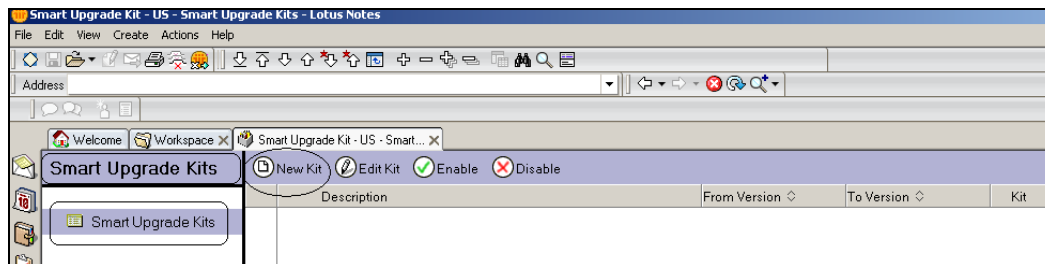 Smart Upgrade Kit - US - Smart Upgrade Kits - Lotus Notes
File Edit View Create Actions Help
Address
Welcome Workspace Smart Upgrade Kit - US - Smart...
Smart Upgrade Kits New Kit Edit Kit Enable Disable
Description From Version To Version Kit
18
Smart Upgrade Kits